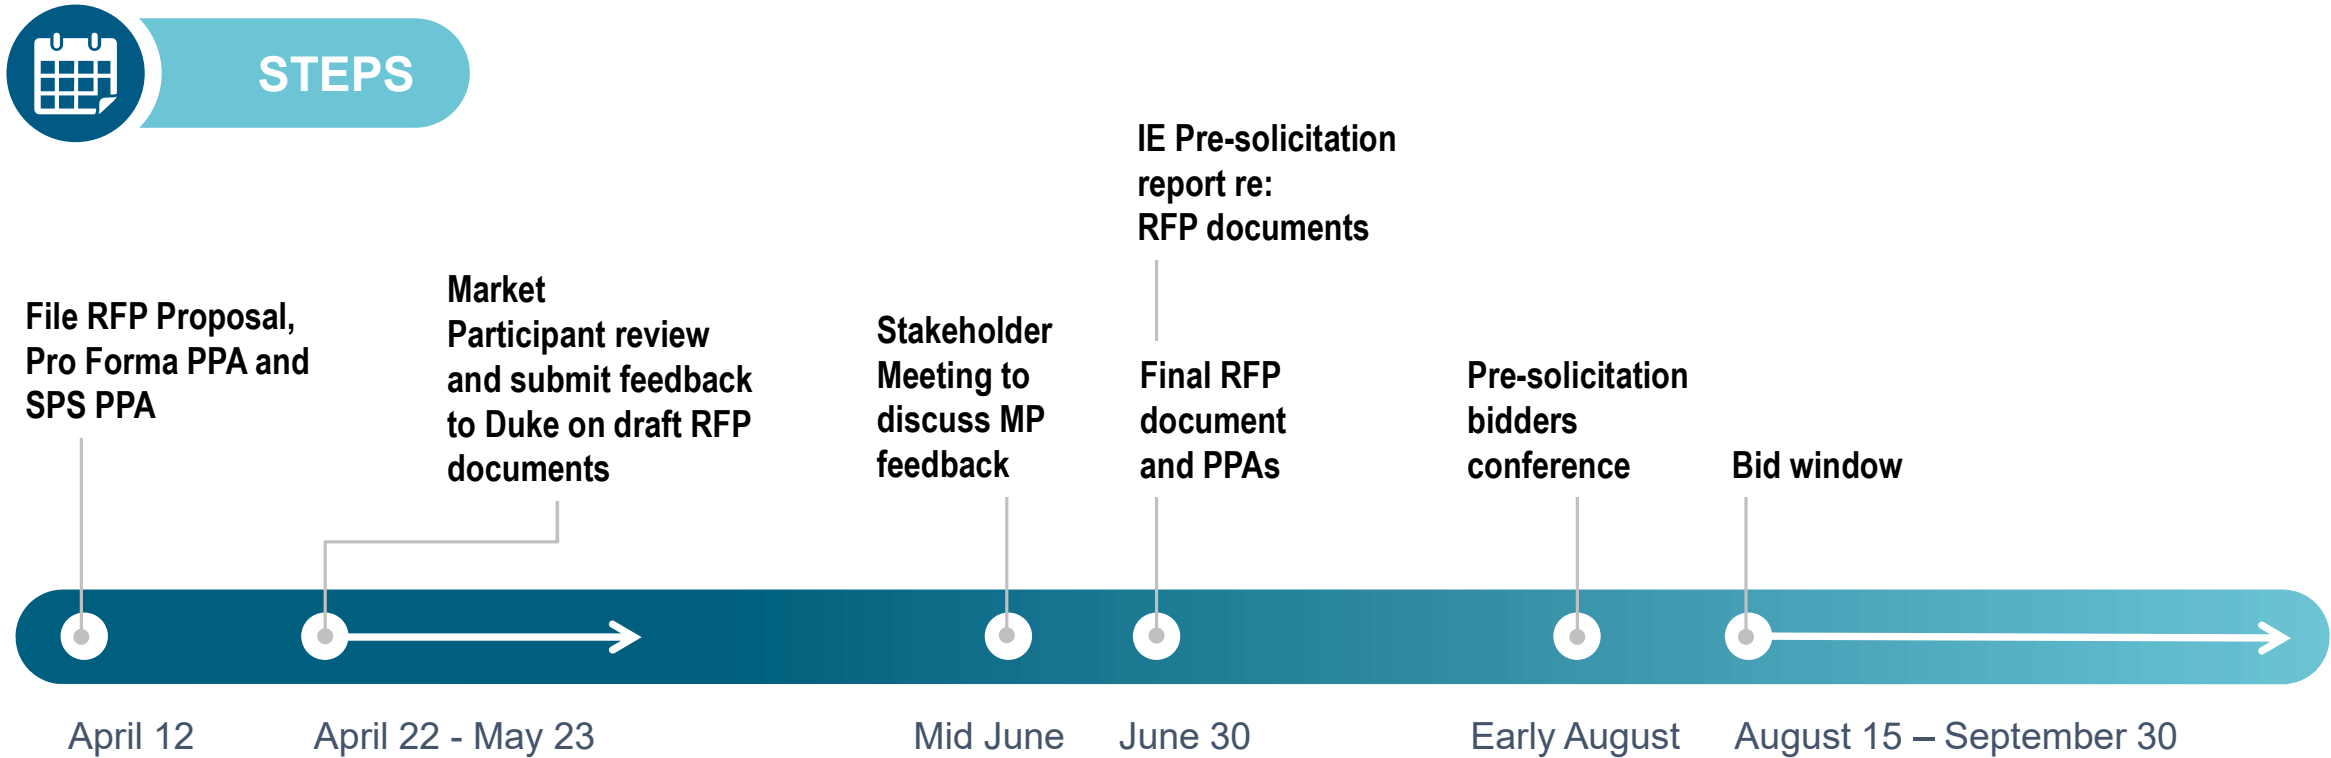 STEPS
File RFP Proposal,
Pro Forma PPA and
SPS PPA
Market
Participant review
and submit feedback
to Duke on draft RFP
documents
Stakeholder
Meeting to
discuss MP
feedback
IE Pre-solicitation
report re:
RFP documents
Final RFP
document
and PPAs
Pre-solicitation
bidders
conference
Bid window
April 12
April 22 - May 23
Mid June
June 30
Early August
August 15 – September 30